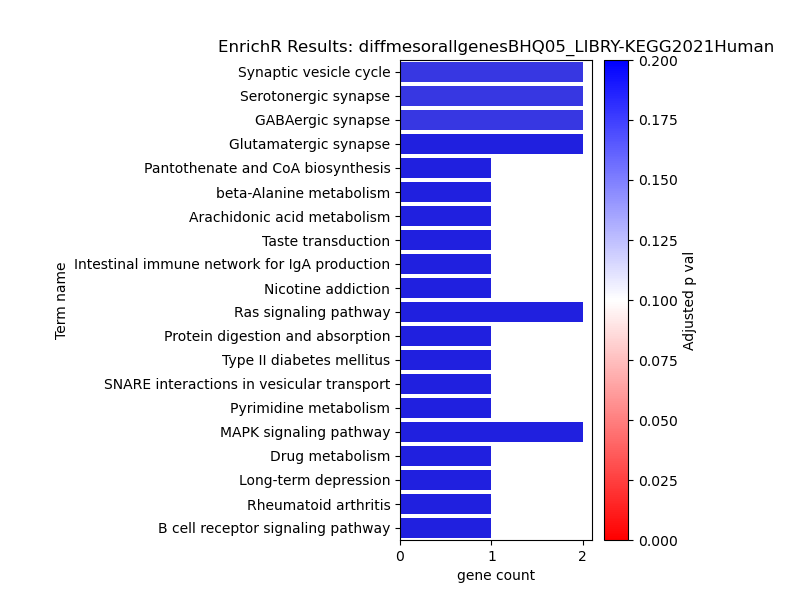 EnrichR Results: diffmesorallgenesBHQ05_LIBRY-KEGG2021Human
Term name
Synaptic vesicle cycle
Serotonergic synapse
GABAergic synapse
Glutamatergic synapse
Pantothenate and CoA biosynthesis
beta-Alanine metabolism
Arachidonic acid metabolism
Taste transduction
Intestinal immune network for IgA production
Nicotine addiction
Ras signaling pathway
Protein digestion and absorption
Type II diabetes mellitus
SNARE interactions in vesicular transport
Pyrimidine metabolism
MAPK signaling pathway
Drug metabolism
Long-term depression
Rheumatoid arthritis
B cell receptor signaling pathway
0 1 2
gene count
0.200
0.175
0.150
0.125
0.100
0.075
0.050
0.025
0.000
Adjusted p val